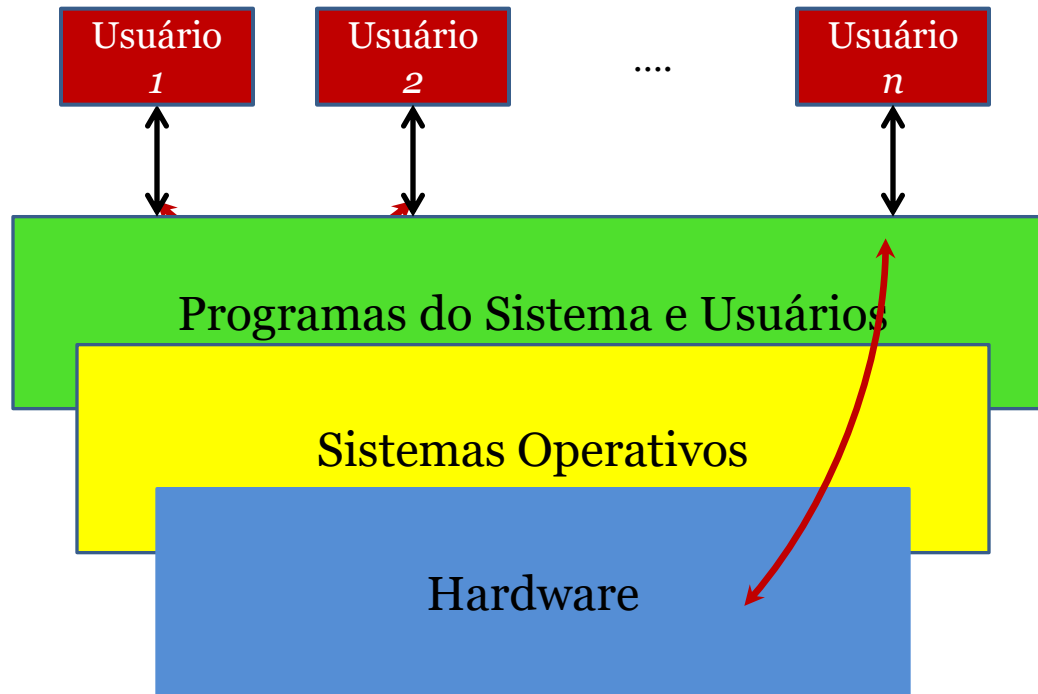 Usuário
1
Usuário
2
....
Usuário
n
Programas do Sistema e Usuários
Sistemas Operativos
Hardware